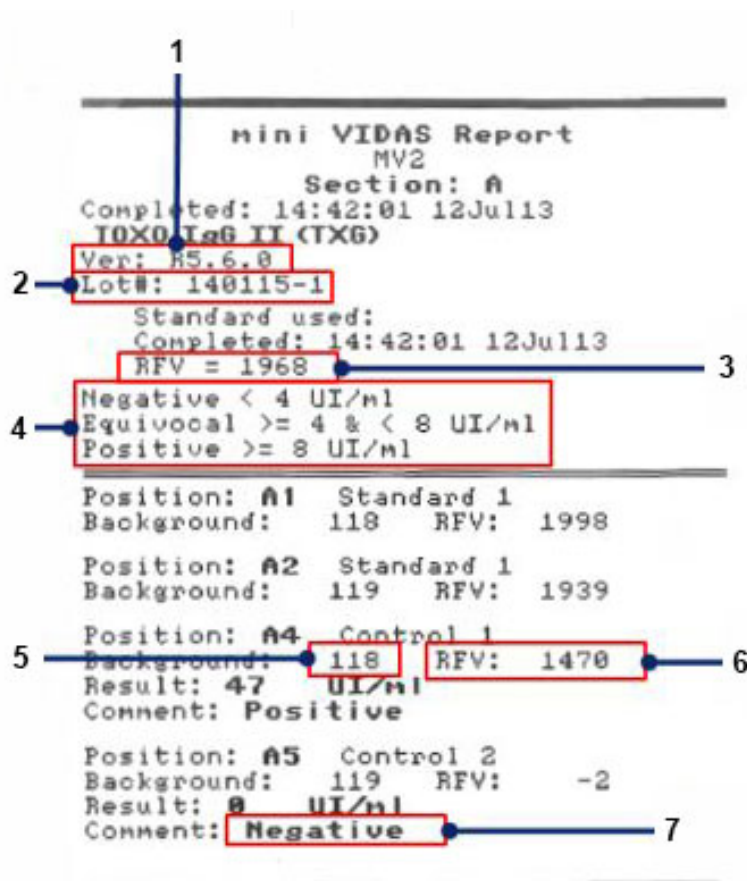 1
mini VIDAS Report
MV2
Section: A
Completed: 14:42:01 12Jul13
TOXO IgG II (TXG)
Ver: R5.6.0
2 Lot#: 140115-1
Standard used:
Completed: 14:42:01 12Jul13
RFV = 1968 3
Negative < 4 UI/ml
4 Equivocal >= 4 & < 8 UI/ml
Positive >= 8 UI/ml
Position: A1 Standard 1
Background: 118 RFV: 1998
Position: A2 Standard 1
Background: 119 RFV: 1939
Position: A4 Control 1
5 Background: 118 RFV: 1470 6
Result: 47 UI/ml
Comment: Positive
Position: A5 Control 2
Background: 119 RFV: -2
Result: 0 UI/ml
Comment: Negative 7